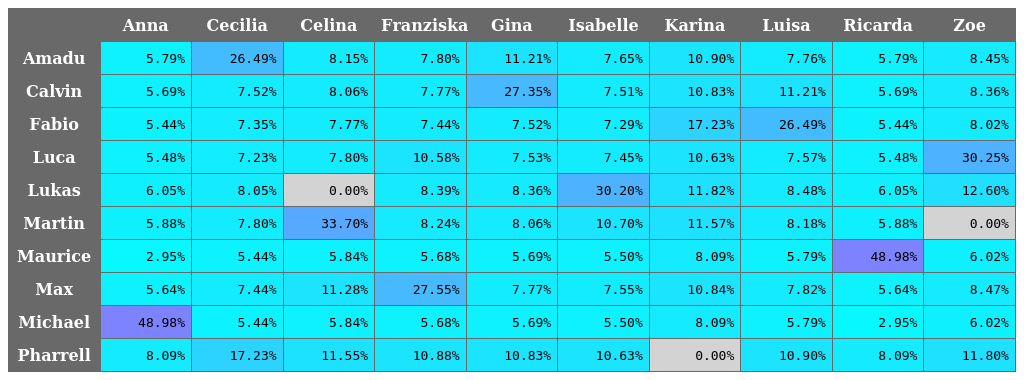 Anna Cecilia Celina Franziska Gina Isabelle Karina Luisa Ricarda Zoe
Amadu 5.79% 26.49% 8.15% 7.80% 11.21% 7.65% 10.90% 7.76% 5.79% 8.45%
Calvin 5.69% 7.52% 8.06% 7.77% 27.35% 7.51% 10.83% 11.21% 5.69% 8.36%
Fabio 5.44% 7.35% 7.77% 7.44% 7.52% 7.29% 17.23% 26.49% 5.44% 8.02%
Luca 5.48% 7.23% 7.80% 10.58% 7.53% 7.45% 10.63% 7.57% 5.48% 30.25%
Lukas 6.05% 8.05% 0.00% 8.39% 8.36% 30.20% 11.82% 8.48% 6.05% 12.60%
Martin 5.88% 7.80% 33.70% 8.24% 8.06% 10.70% 11.57% 8.18% 5.88% 0.00%
Maurice 2.95% 5.44% 5.84% 5.68% 5.69% 5.50% 8.09% 5.79% 48.98% 6.02%
Max 5.64% 7.44% 11.28% 27.55% 7.77% 7.55% 10.84% 7.82% 5.64% 8.47%
Michael 48.98% 5.44% 5.84% 5.68% 5.69% 5.50% 8.09% 5.79% 2.95% 6.02%
Pharrell 8.09% 17.23% 11.55% 10.88% 10.83% 10.63% 0.00% 10.90% 8.09% 11.80%